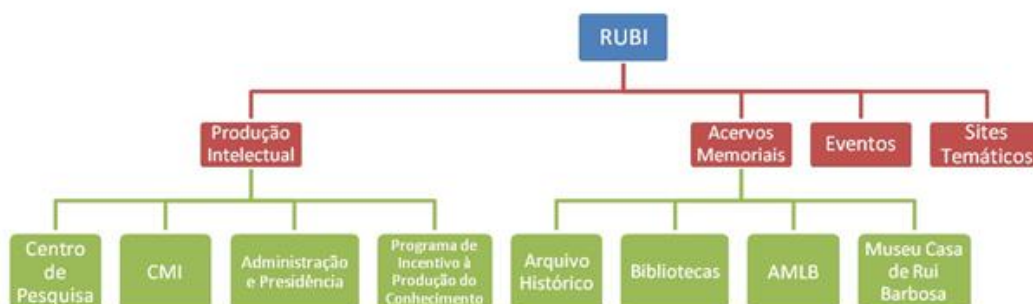 RUBI
Produção
Intelectual
Acervos
Memoriais
Eventos
Sites
Temáticos
Centro
de
Pesquisa
CMI
Administração
e Presidência
Programa de
Incentivo à
Produção do
Conhecimento
Arquivo
Histórico
Bibliotecas
AMLB
Museu Casa
de Rui
Barbosa